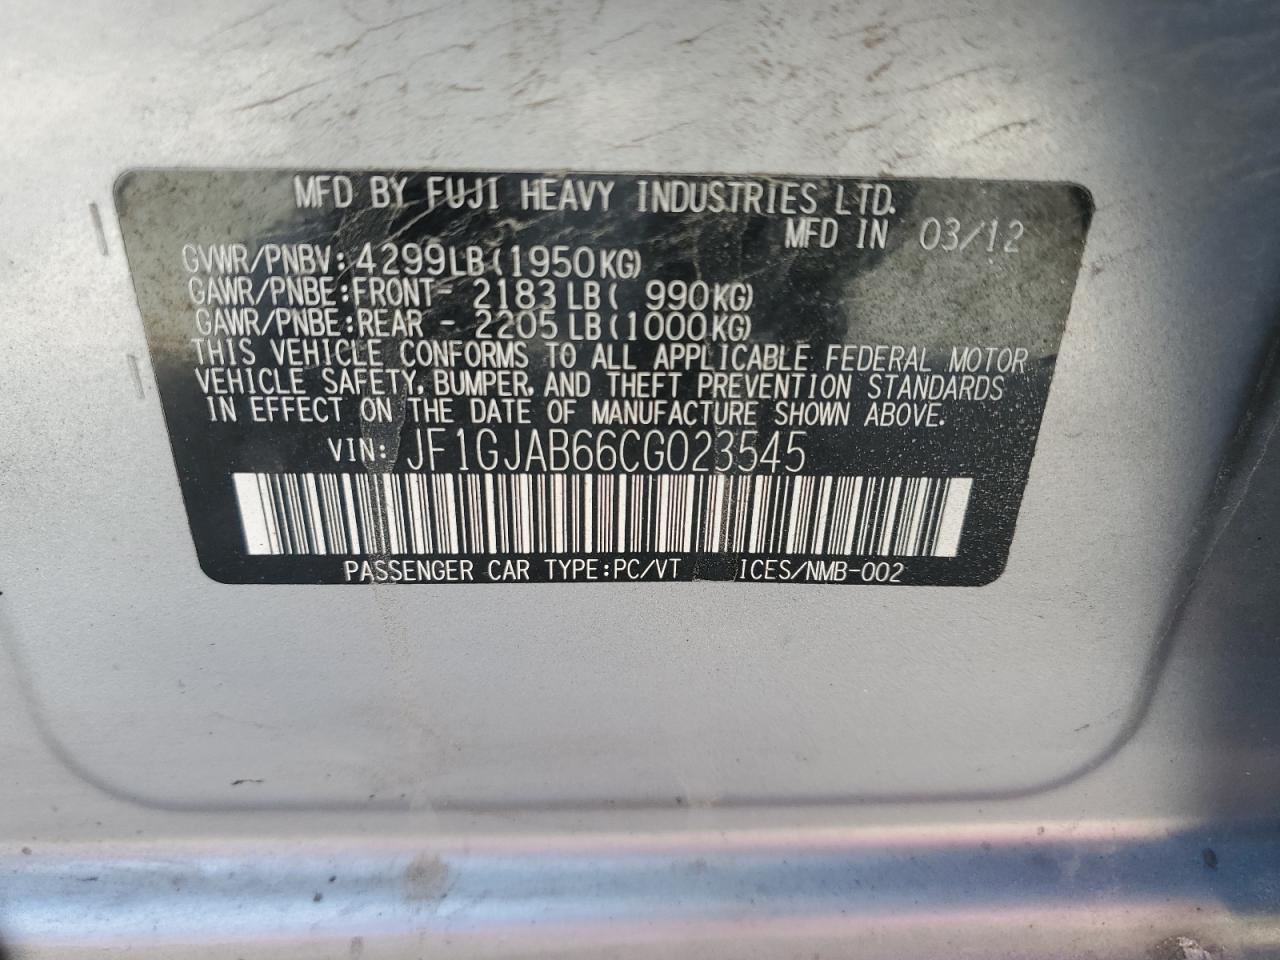 MFD BY FUJI HEAVY INDUSTRIES LTD.
MFD IN 03/12
GVWR/PNBV: 4299LB(1950KG)
GAWR/PNBE:FRONT- 2183LB( 990KG)
GAWR/PNBE:REAR - 2205LB(1000KG)
THIS VEHICLE CONFORMS TO ALL APPLICABLE FEDERAL MOTOR
VEHICLE SAFETY, BUMPER, AND THEFT PREVENTION STANDARDS
IN EFFECT ON THE DATE OF MANUFACTURE SHOWN ABOVE.
VIN: JF1GJAB66CG023545
PASSENGER CAR TYPE:PC/VT ICES/NMB-002